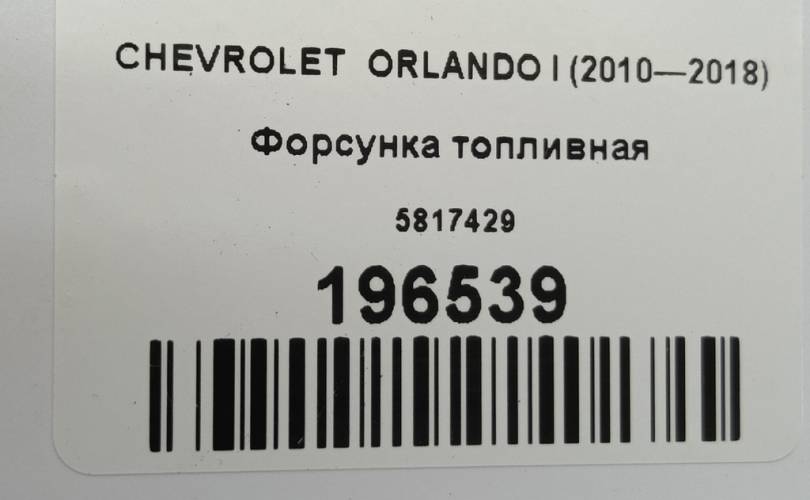 CHEVROLET ORLANDO I (2010—2018)
Форсунка топливная
5817429
196539